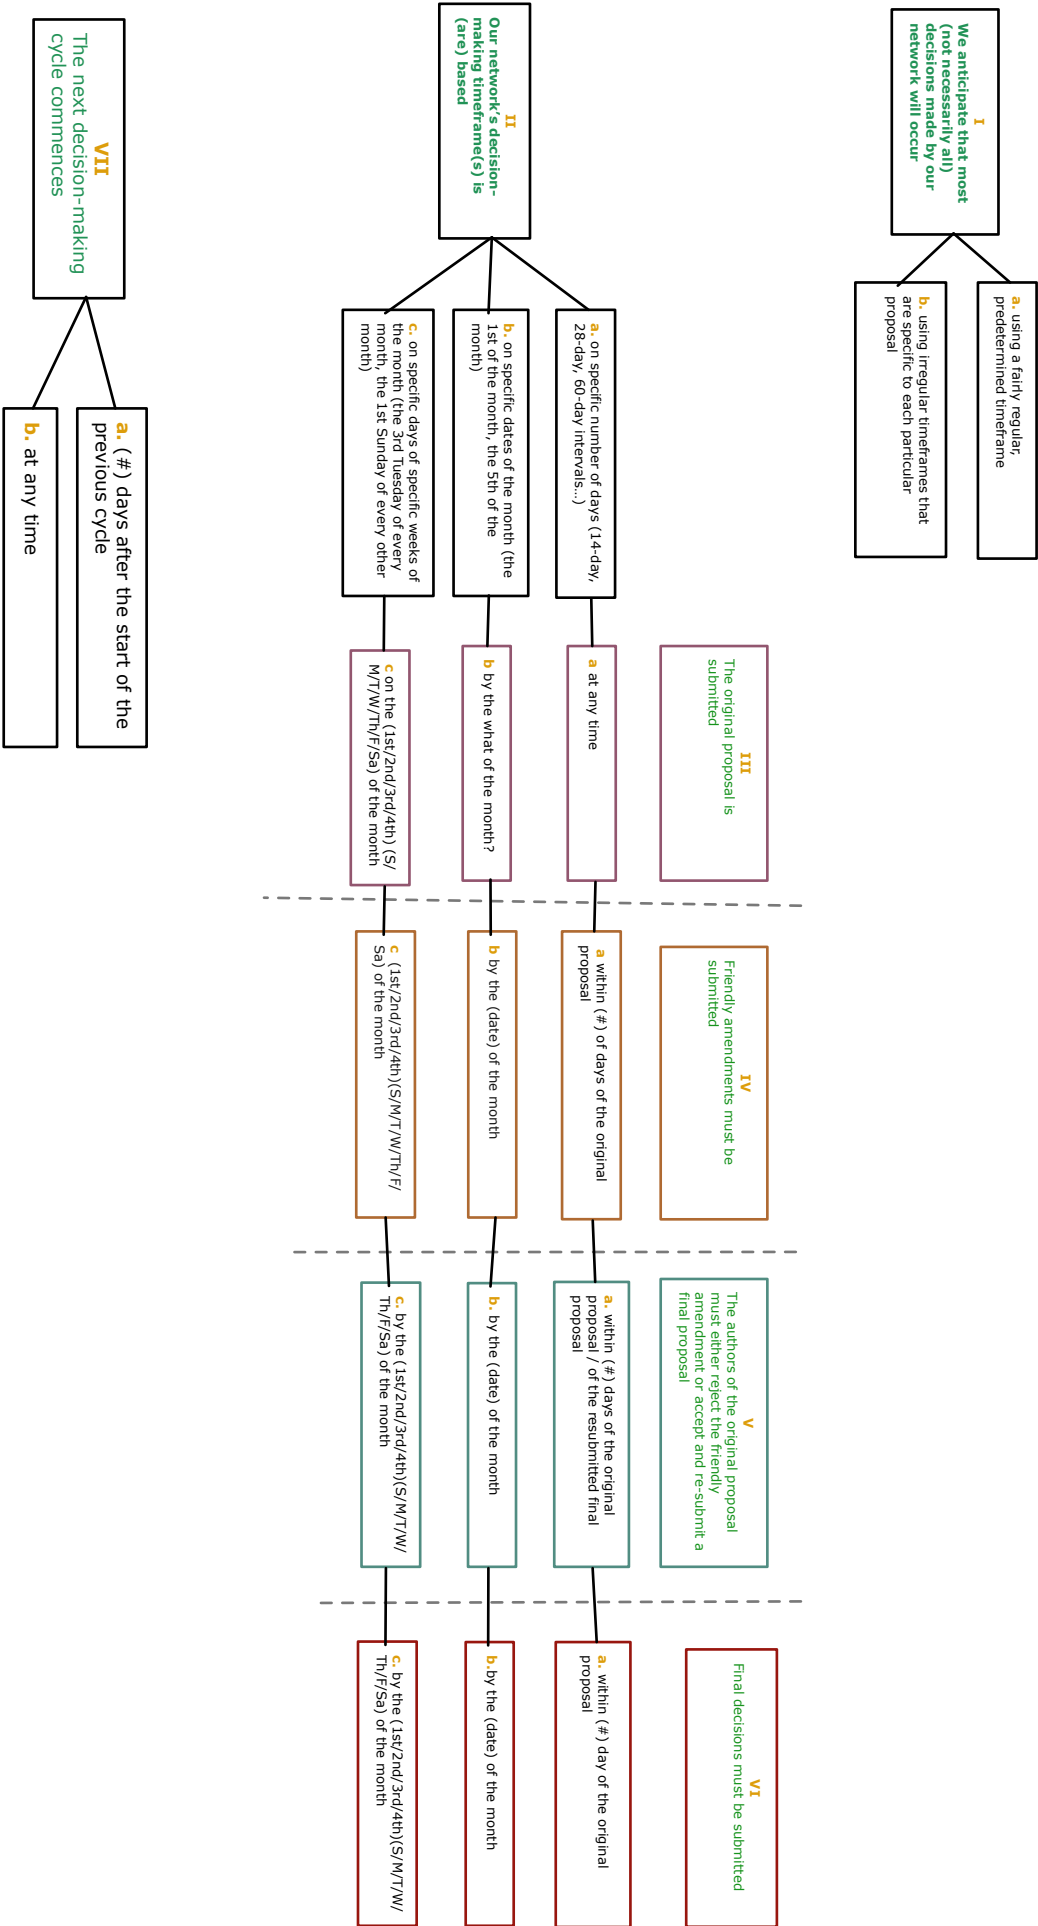 I
We anticipate that most
(not necessarily all)
decisions made by our
network will occur
a. using a fairly regular,
predetermined timeframe
b. using irregular timeframes that
are specific to each particular
proposal
II
Our network's decision-
making timeframe(s) is
(are) based
a. on specific number of days (14-day,
28-day, 60-day intervals...)
b. on specific dates of the month (the
1st of the month, the 5th of the
month)
c. on specific days of specific weeks of
the month (the 3rd Tuesday of every
month, the 1st Sunday of every other
month)
III
The original proposal is
submitted
a at any time
b by the what of the month?
c on the (1st/2nd/3rd/4th) (S/
M/T/W/Th/F/Sa) of the month
IV
Friendly amendments must be
submitted
a within (#) of days of the original
proposal
b by the (date) of the month
c (1st/2nd/3rd/4th)(S/M/T/W/Th/F/
Sa) of the month
V
The authors of the original proposal
must either reject the friendly
amendment or accept and re-submit a
final proposal
a. within (#) days of the original
proposal / of the resubmitted final
proposal
b. by the (date) of the month
c. by the (1st/2nd/3rd/4th)(S/M/T/W/
Th/F/Sa) of the month
VI
Final decisions must be submitted
a. within (#) day of the original
proposal
b.by the (date) of the month
c. by the (1st/2nd/3rd/4th)(S/M/T/W/
Th/F/Sa) of the month
VII
The next decision-making
cycle commences
a. (#) days after the start of the
previous cycle
b. at any time